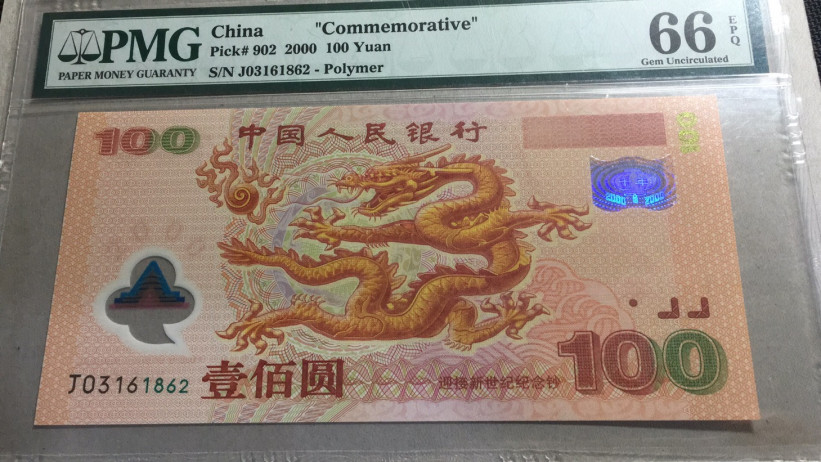 PMG
PAPER MONEY GUARANTY
China "Commemorative"
Pick# 902 2000 100 Yuan
S/N J03161862 - Polymer
66 EPQ
Gem Uncirculated
100 中国人民银行
2000
100
J03161862 壹佰圆 迎接新世纪纪念钞